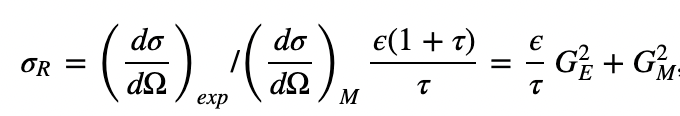 σ_R = (dσ/dΩ)_exp / (dσ/dΩ)_M ϵ(1 + τ)/τ = ϵ/τ G_E^2 + G_M^2,